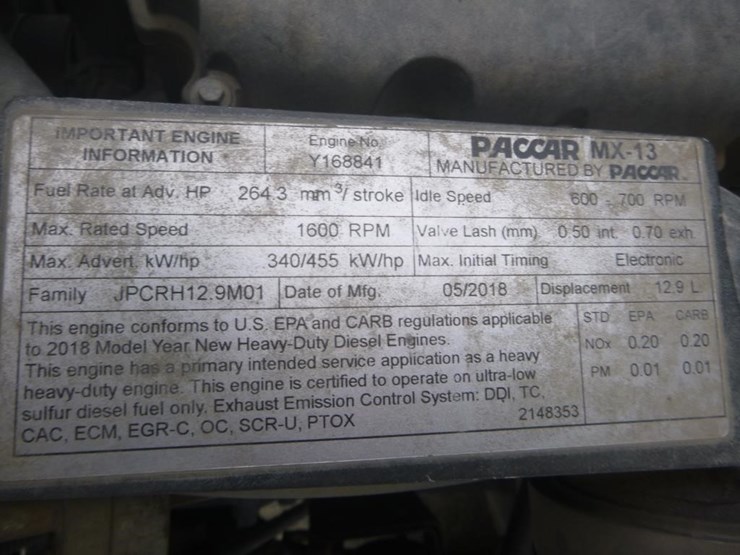 IMPORTANT ENGINE
INFORMATION
Engine No.
Y168841
PACCAR MX-13
MANUFACTURED BY PACCAR
Fuel Rate at Adv. HP 264.3 mm³/ stroke
Idle Speed 600 - 700 RPM
Max. Rated Speed 1600 RPM
Valve Lash (mm) 0.50 int. 0.70 exh.
Max. Advert. kW/hp 340/455 kW/hp
Max. Initial Timing Electronic
Family JPCRH12.9M01
Date of Mfg. 05/2018
Displacement 12.9 L
This engine conforms to U.S. EPA and CARB regulations applicable
to 2018 Model Year New Heavy-Duty Diesel Engines.
This engine has a primary intended service application as a heavy
heavy-duty engine. This engine is certified to operate on ultra-low
sulfur diesel fuel only. Exhaust Emission Control System: DDI, TC,
CAC, ECM, EGR-C, OC, SCR-U, PTOX
2148353
STD EPA CARB
NOx 0.20 0.20
PM 0.01 0.01